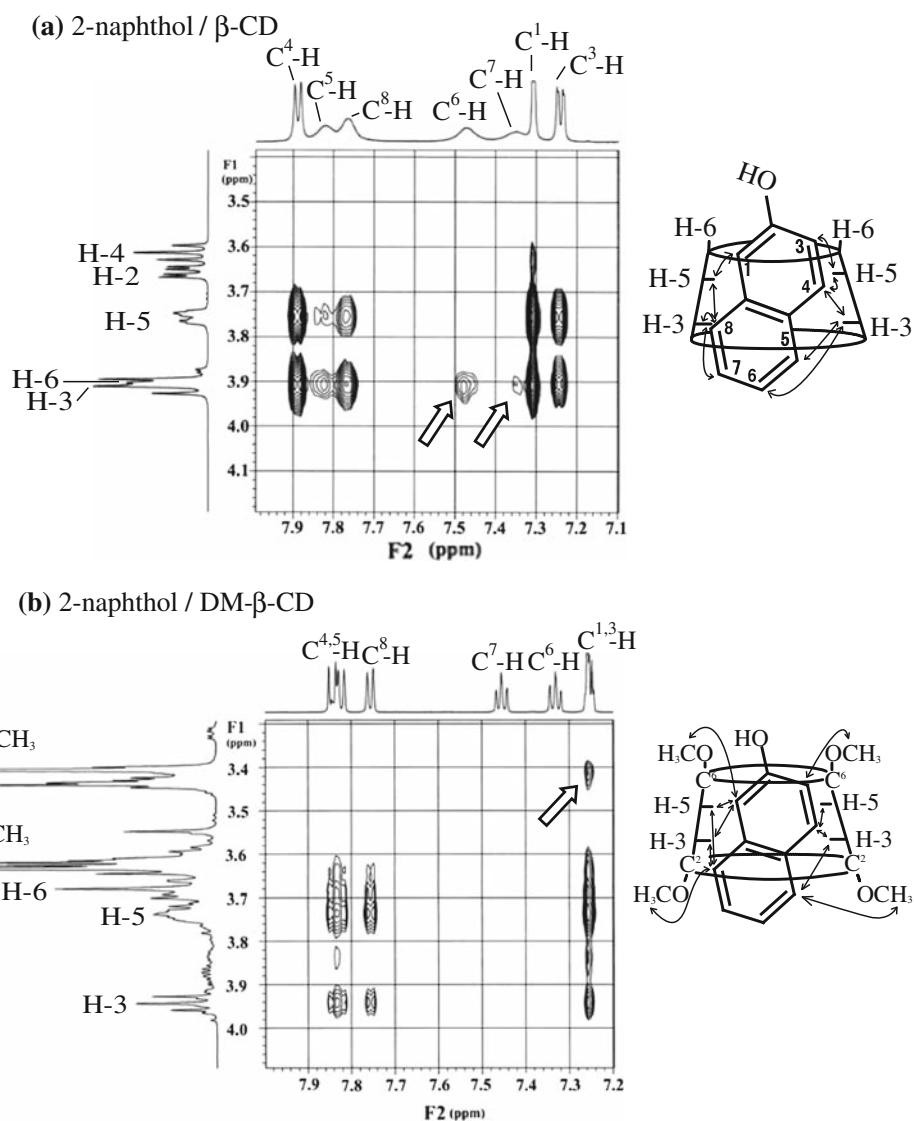 (a) 2-naphthol / β-CD
C⁴-H
C⁵-H
C⁸-H
C⁶-H
C⁷-H
C¹-H
C³-H
F1
(ppm)
3.5
3.6
3.7
3.8
3.9
4.0
4.1
H-4
H-2
H-5
H-6
H-3
7.9 7.8 7.7 7.6 7.5 7.4 7.3 7.2 7.1
F2 (ppm)
HO
H-6 H-6
H-5 H-5
H-3 H-3
1 3
4
8 5
7 6
(b) 2-naphthol / DM-β-CD
C⁴,⁵-H
C⁸-H
C⁷-H
C⁶-H
C¹,³-H
F1
(ppm)
3.4
3.5
3.6
3.7
3.8
3.9
4.0
CH₃
CH₃
H-6
H-5
H-3
7.9 7.8 7.7 7.6 7.5 7.4 7.3 7.2
F2 (ppm)
H₃CO HO OCH₃
C⁶ C⁶
H-5 H-5
H-3 H-3
C² C²
H₃CO OCH₃